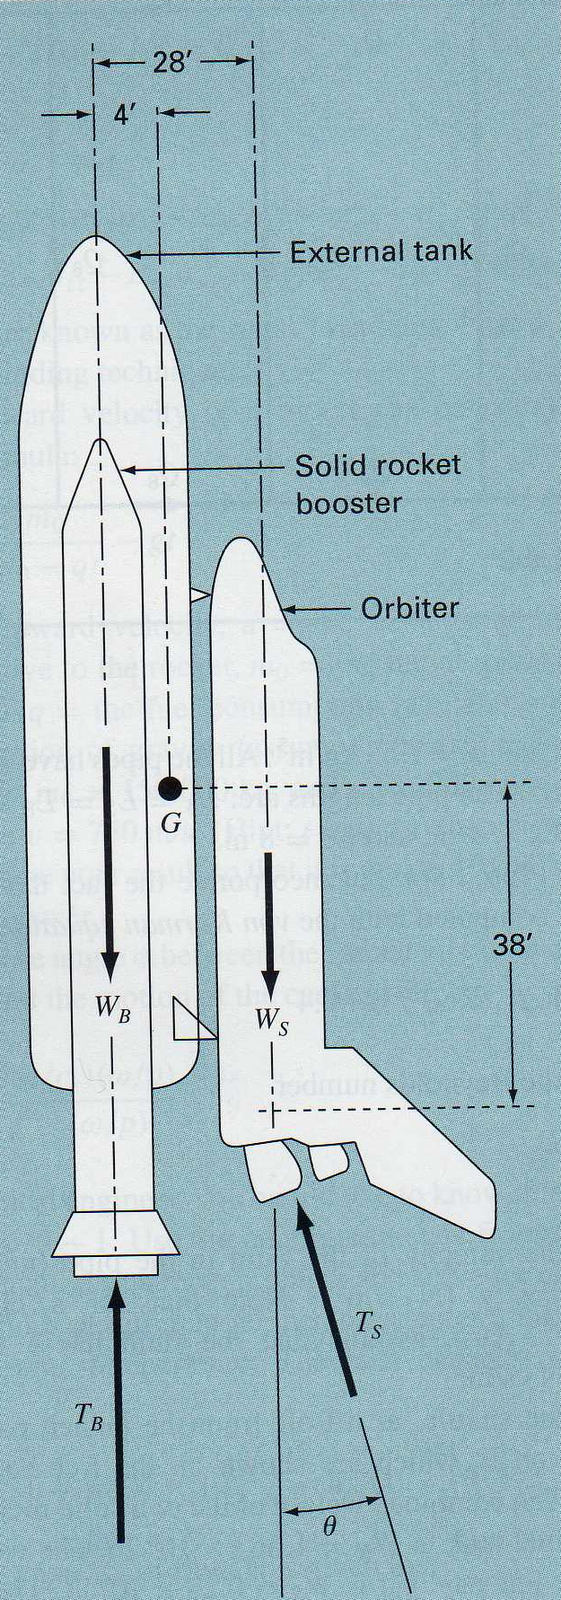 28′
4′
External tank
Solid rocket
booster
Orbiter
G
38′
W_B
W_S
T_S
T_B
θ